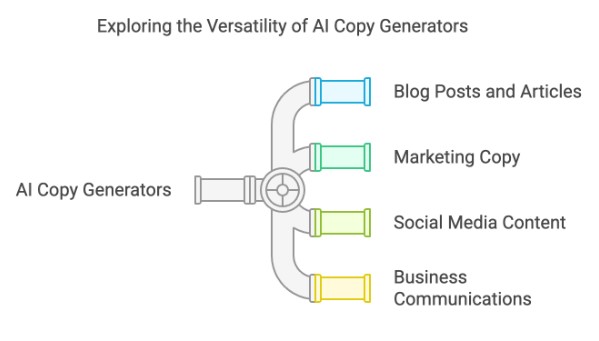 Exploring the Versatility of AI Copy Generators
Blog Posts and Articles
Marketing Copy
AI Copy Generators
Social Media Content
Business
Communications